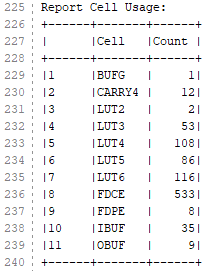 225 Report Cell Usage:
226 +------+-------+------+
227 |      |Cell   |Count |
228 +------+-------+------+
229 |1     |BUFG   |     1|
230 |2     |CARRY4 |    12|
231 |3     |LUT2   |     2|
232 |4     |LUT3   |    53|
233 |5     |LUT4   |   108|
234 |6     |LUT5   |    86|
235 |7     |LUT6   |   116|
236 |8     |FDCE   |   533|
237 |9     |FDPE   |     8|
238 |10    |IBUF   |    35|
239 |11    |OBUF   |     9|
240 +------+-------+------+